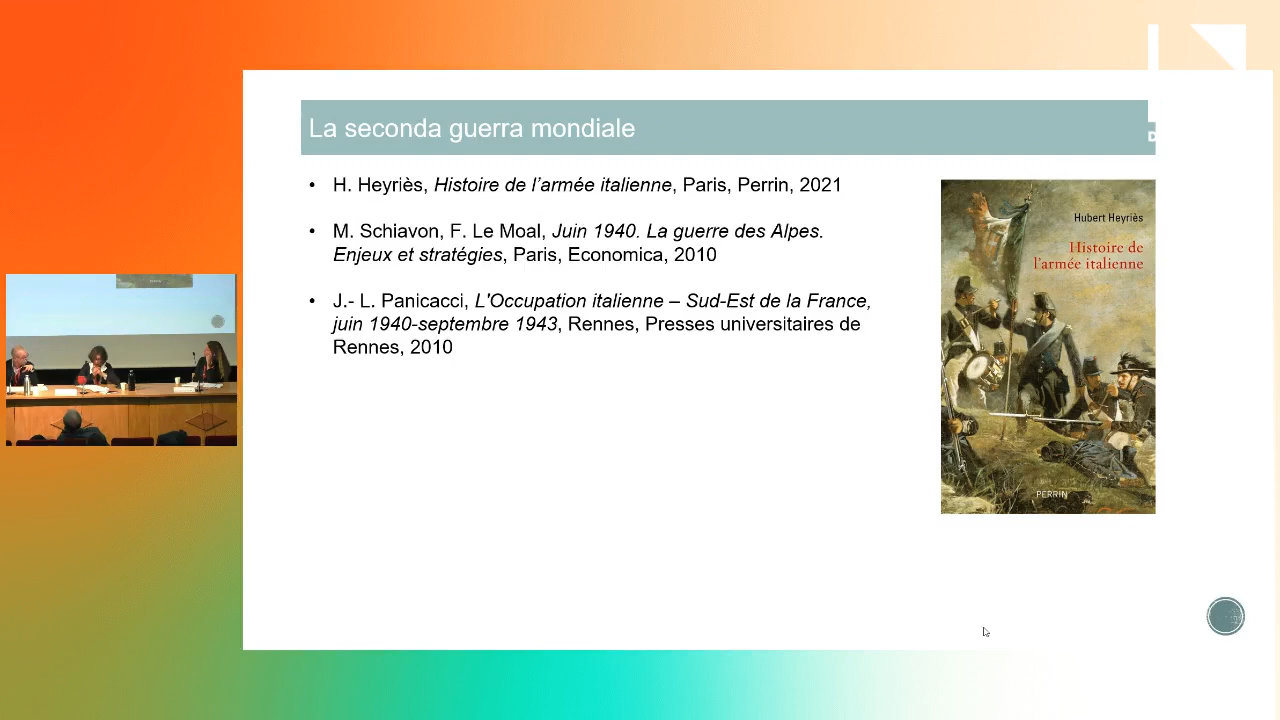 La seconda guerra mondiale
• H. Heyriès, Histoire de l’armée italienne, Paris, Perrin, 2021
• M. Schiavon, F. Le Moal, Juin 1940. La guerre des Alpes.
Enjeux et stratégies, Paris, Economica, 2010
• J.- L. Panicacci, L'Occupation italienne – Sud-Est de la France,
juin 1940-septembre 1943, Rennes, Presses universitaires de
Rennes, 2010
Hubert Heyriès
Histoire de
l’armée italienne
PERRIN